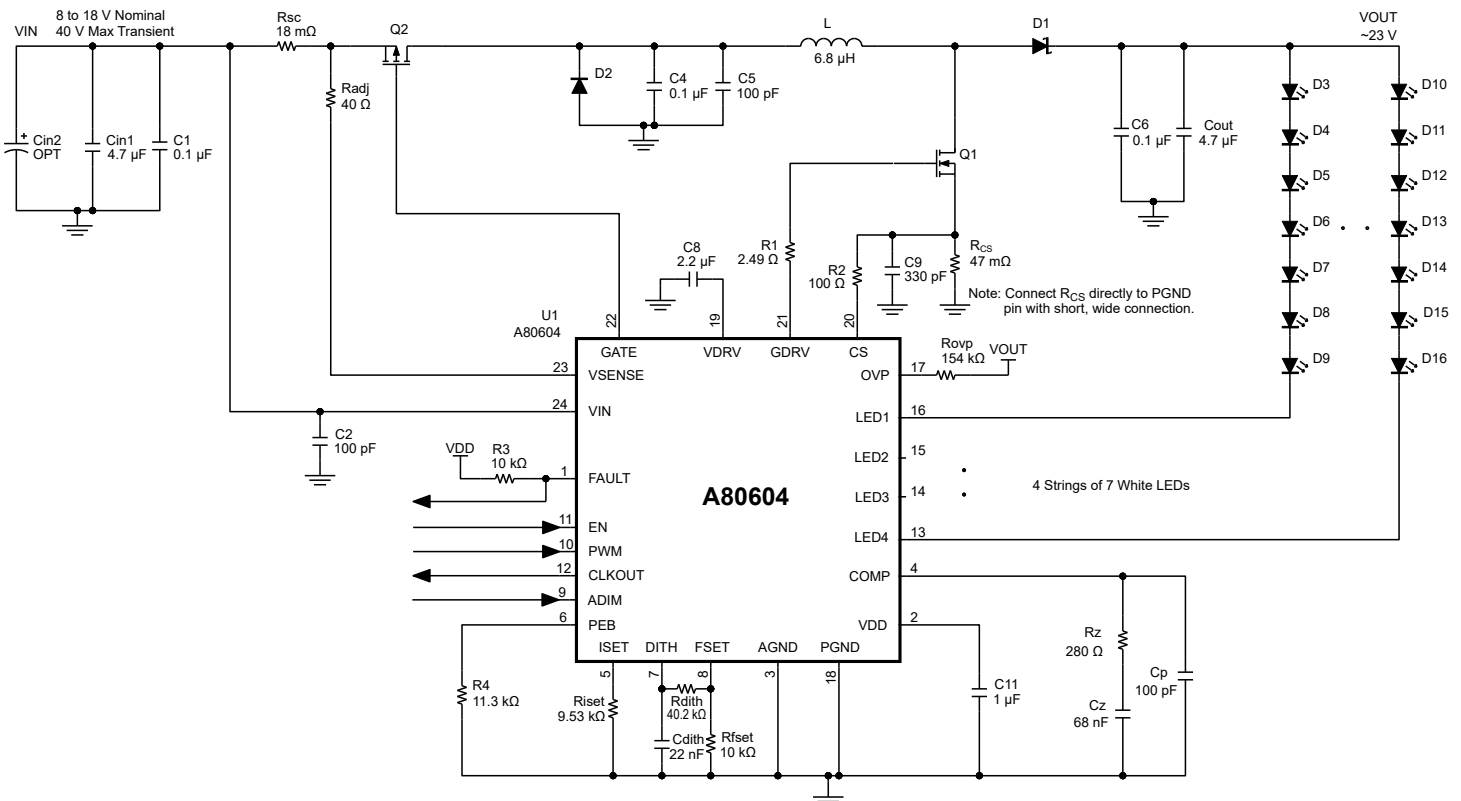 8 to 18 V Nominal
VIN 40 V Max Transient
Rsc
18 mΩ
Q2
L
6.8 µH
D1
VOUT
~23 V
Radj
40 Ω
D2
C4
0.1 µF
C5
100 pF
+
Cin2
OPT
Cin1
4.7 µF
C1
0.1 µF
C6
0.1 µF
Cout
4.7 µF
D3
D4
D5
D6
D7
D8
D9
D10
D11
D12
D13
D14
D15
D16
Q1
C8
2.2 µF
R1
2.49 Ω
R2
100 Ω
C9
330 pF
RCS
47 mΩ
Note: Connect RCS directly to PGND
pin with short, wide connection.
U1
A80604
22
19
21
20
GATE
VDRV
GDRV
CS
23
VSENSE
24
VIN
C2
100 pF
VDD
R3
10 kΩ
1
FAULT
11
EN
10
PWM
12
CLKOUT
9
ADIM
6
PEB
A80604
OVP
17
Rovp
154 kΩ
VOUT
LED1
16
LED2
15
LED3
14
4 Strings of 7 White LEDs
LED4
13
COMP
4
VDD
2
ISET
DITH
FSET
AGND
PGND
5
7
8
3
18
R4
11.3 kΩ
Riset
9.53 kΩ
Rdith
40.2 kΩ
Cdith
22 nF
Rfset
10 kΩ
C11
1 µF
Rz
280 Ω
Cz
68 nF
Cp
100 pF